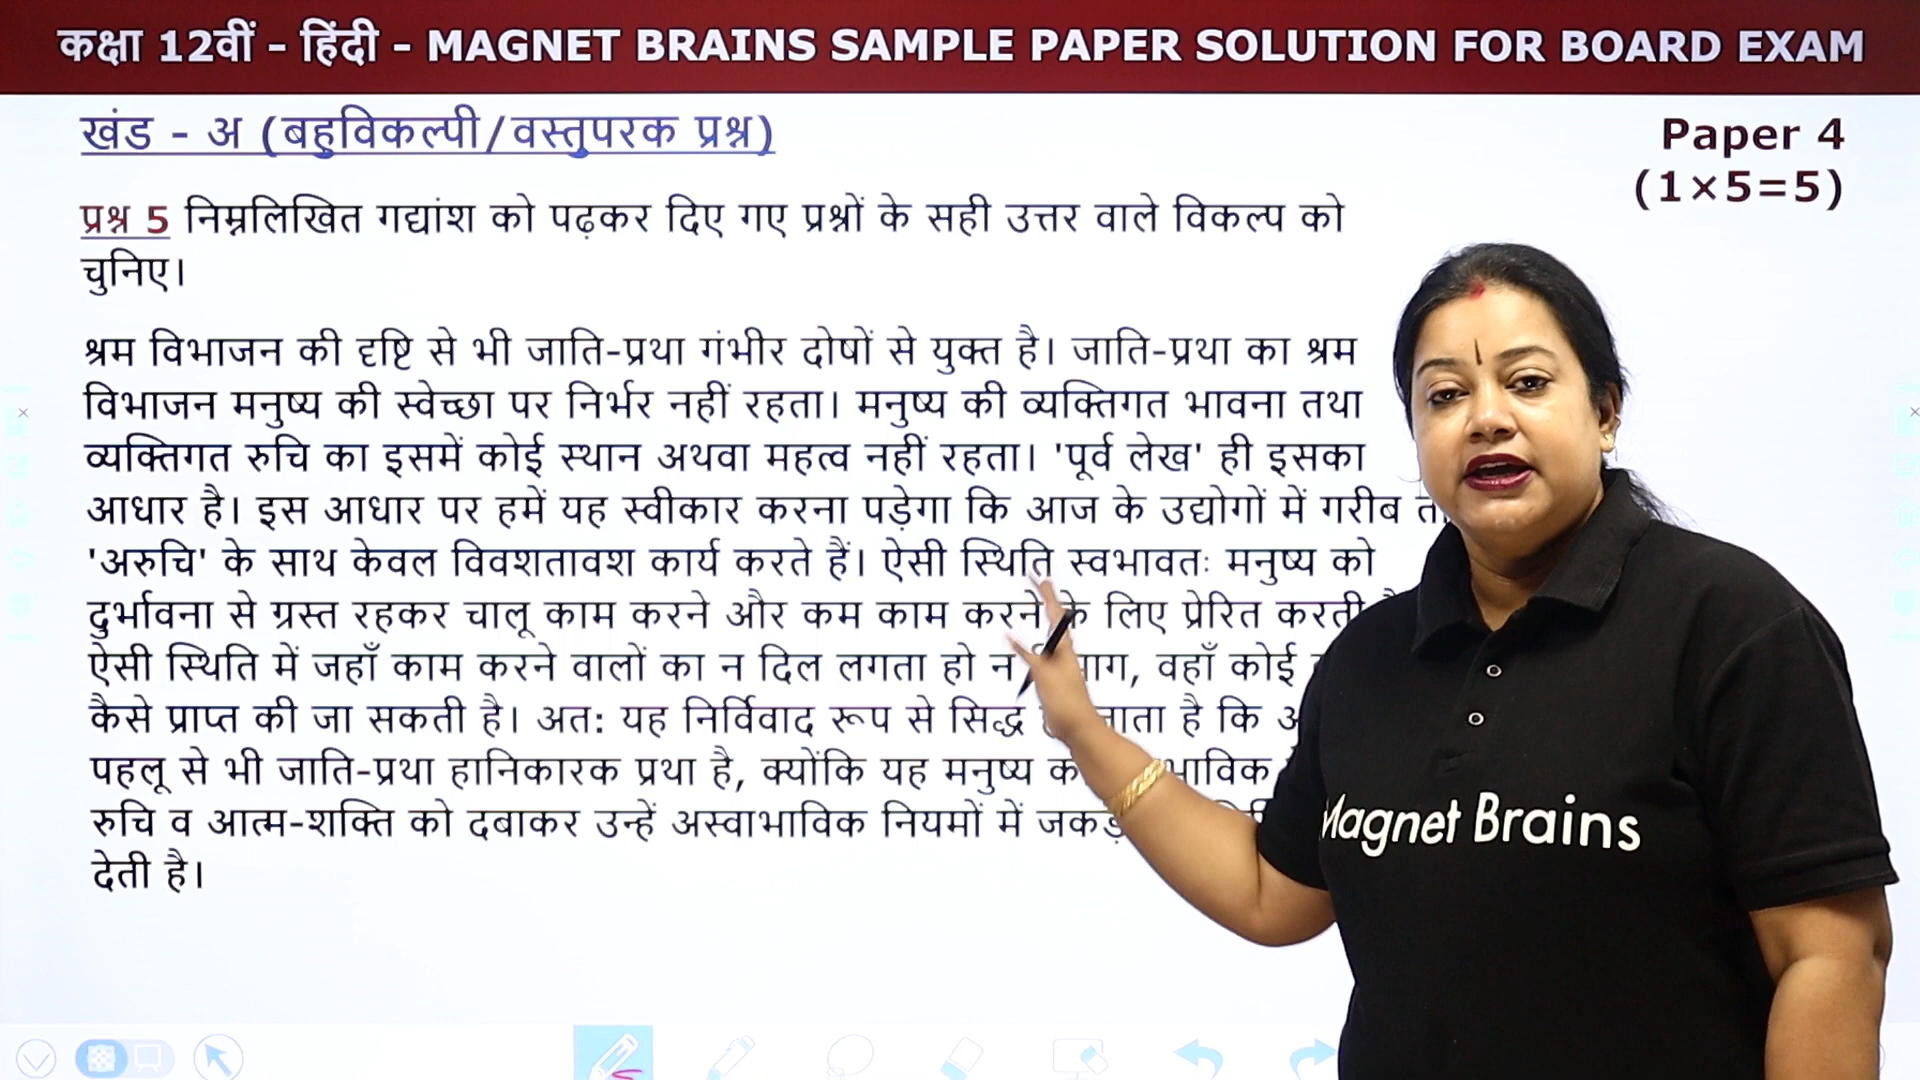 कक्षा 12वीं - हिंदी - MAGNET BRAINS SAMPLE PAPER SOLUTION FOR BOARD EXAM
खंड - अ (बहुविकल्पी/वस्तुपरक प्रश्न)
Paper 4
(1×5=5)
प्रश्न 5 निम्नलिखित गद्यांश को पढ़कर दिए गए प्रश्नों के सही उत्तर वाले विकल्प को
चुनिए।
श्रम विभाजन की दृष्टि से भी जाति-प्रथा गंभीर दोषों से युक्त है। जाति-प्रथा का श्रम
विभाजन मनुष्य की स्वेच्छा पर निर्भर नहीं रहता। मनुष्य की व्यक्तिगत भावना तथा
व्यक्तिगत रुचि का इसमें कोई स्थान अथवा महत्व नहीं रहता। 'पूर्व लेख' ही इसका
आधार है। इस आधार पर हमें यह स्वीकार करना पड़ेगा कि आज के उद्योगों में गरीब
'अरुचि' के साथ केवल विवशतावश कार्य करते हैं। ऐसी स्थिति स्वभावतः मनुष्य को
दुर्भावना से ग्रस्त रहकर चालू काम करने और कम काम करने के लिए प्रेरित करती
ऐसी स्थिति में जहाँ काम करने वालों का न दिल लगता हो न वहाँ कोई
कैसे प्राप्त की जा सकती है। अत: यह निर्विवाद रूप से सिद्ध जाता है कि
पहलू से भी जाति-प्रथा हानिकारक प्रथा है, क्योंकि यह मनुष्य
रुचि व आत्म-शक्ति को दबाकर उन्हें अस्वाभाविक नियमों में
देती है।
Magnet Brains